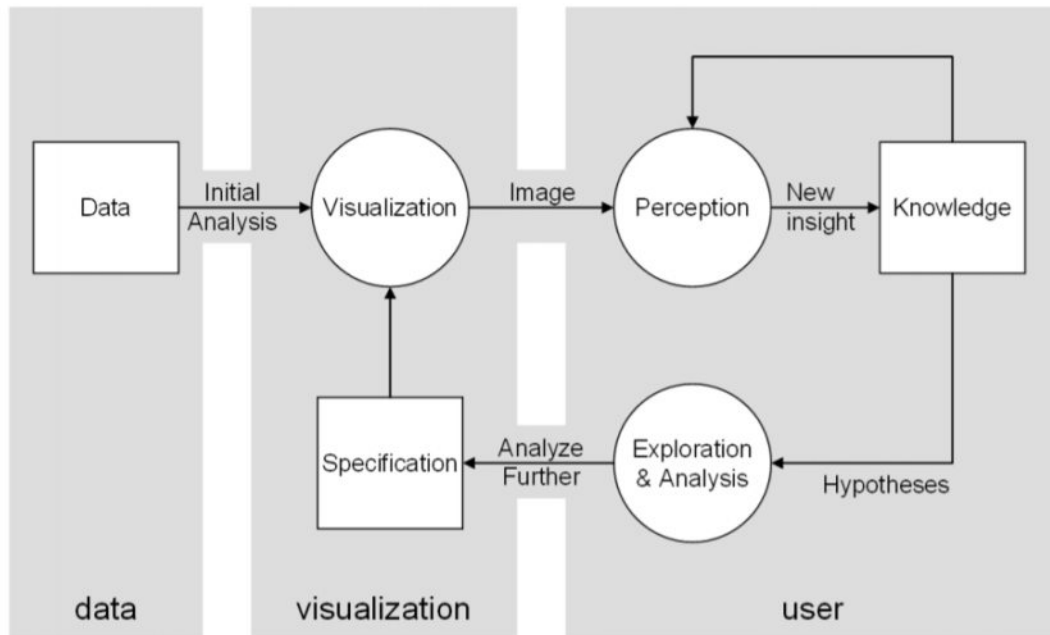 Data
Initial
Analysis
Visualization
Image
Perception
New
insight
Knowledge
Specification
Analyze
Further
Exploration
& Analysis
Hypotheses
data
visualization
user